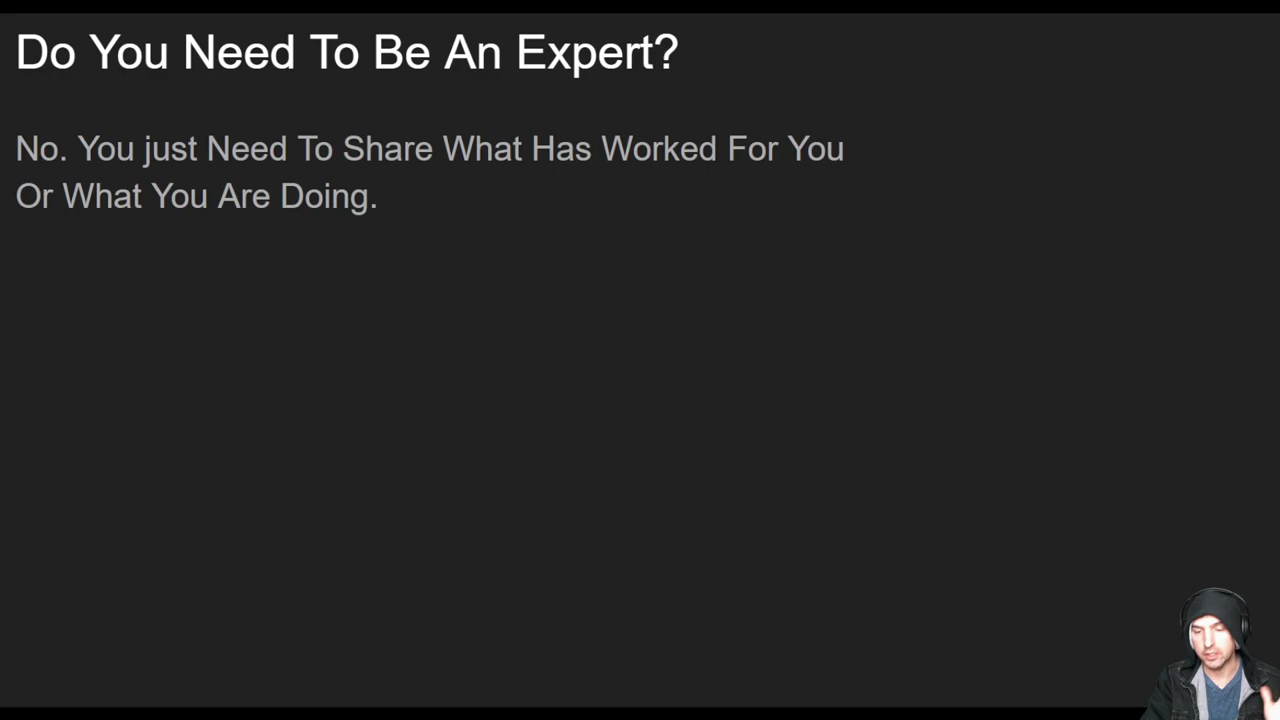 Do You Need To Be An Expert?
No. You just Need To Share What Has Worked For You
Or What You Are Doing.